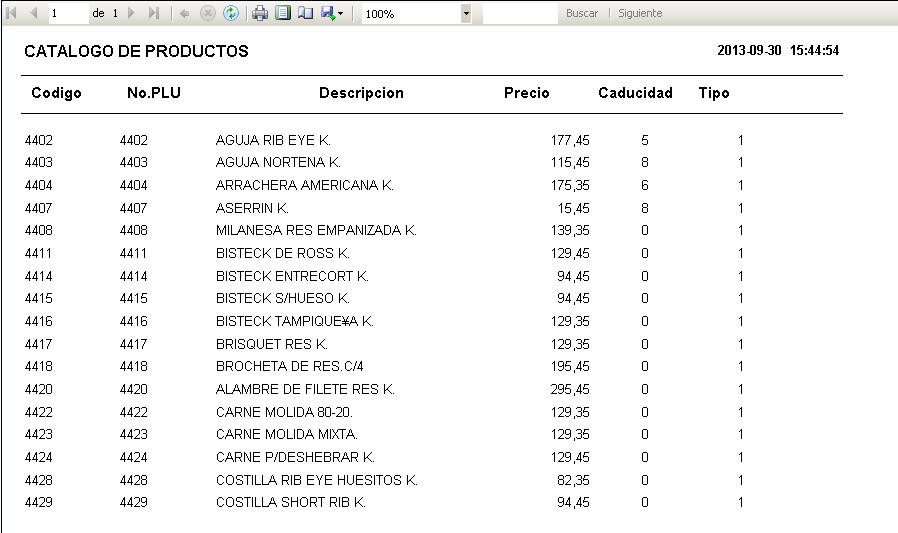 1 de 1 100% Buscar Siguiente
CATALOGO DE PRODUCTOS 2013-09-30 15:44:54
Codigo No.PLU Descripcion Precio Caducidad Tipo
4402 4402 AGUJA RIB EYE K. 177,45 5 1
4403 4403 AGUJA NORTENA K. 115,45 8 1
4404 4404 ARRACHERA AMERICANA K. 175,35 6 1
4407 4407 ASERRIN K. 15,45 8 1
4408 4408 MILANESA RES EMPANIZADA K. 139,35 0 1
4411 4411 BISTECK DE ROSS K. 129,45 0 1
4414 4414 BISTECK ENTRECORT K. 94,45 0 1
4415 4415 BISTECK S/HUESO K. 94,45 0 1
4416 4416 BISTECK TAMPIQUE¥A K. 129,35 0 1
4417 4417 BRISQUET RES K. 129,35 0 1
4418 4418 BROCHETA DE RES.C/4 195,45 0 1
4420 4420 ALAMBRE DE FILETE RES K. 295,45 0 1
4422 4422 CARNE MOLIDA 80-20. 129,35 0 1
4423 4423 CARNE MOLIDA MIXTA. 129,35 0 1
4424 4424 CARNE P/DESHEBRAR K. 129,45 0 1
4428 4428 COSTILLA RIB EYE HUESITOS K. 82,35 0 1
4429 4429 COSTILLA SHORT RIB K. 94,45 0 1